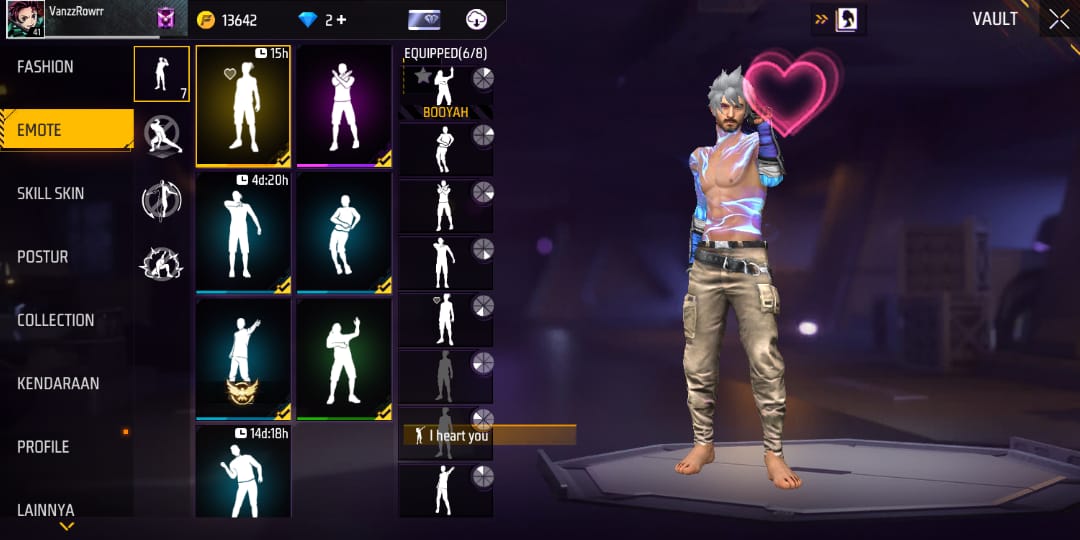 VanzzRowrr
41
13642
2 +
VAULT
FASHION
EMOTE
SKILL SKIN
POSTUR
COLLECTION
KENDARAAN
PROFILE
LAINNYA
7
15h
4d:20h
14d:18h
EQUIPPED(6/8)
BOOYAH
I heart you